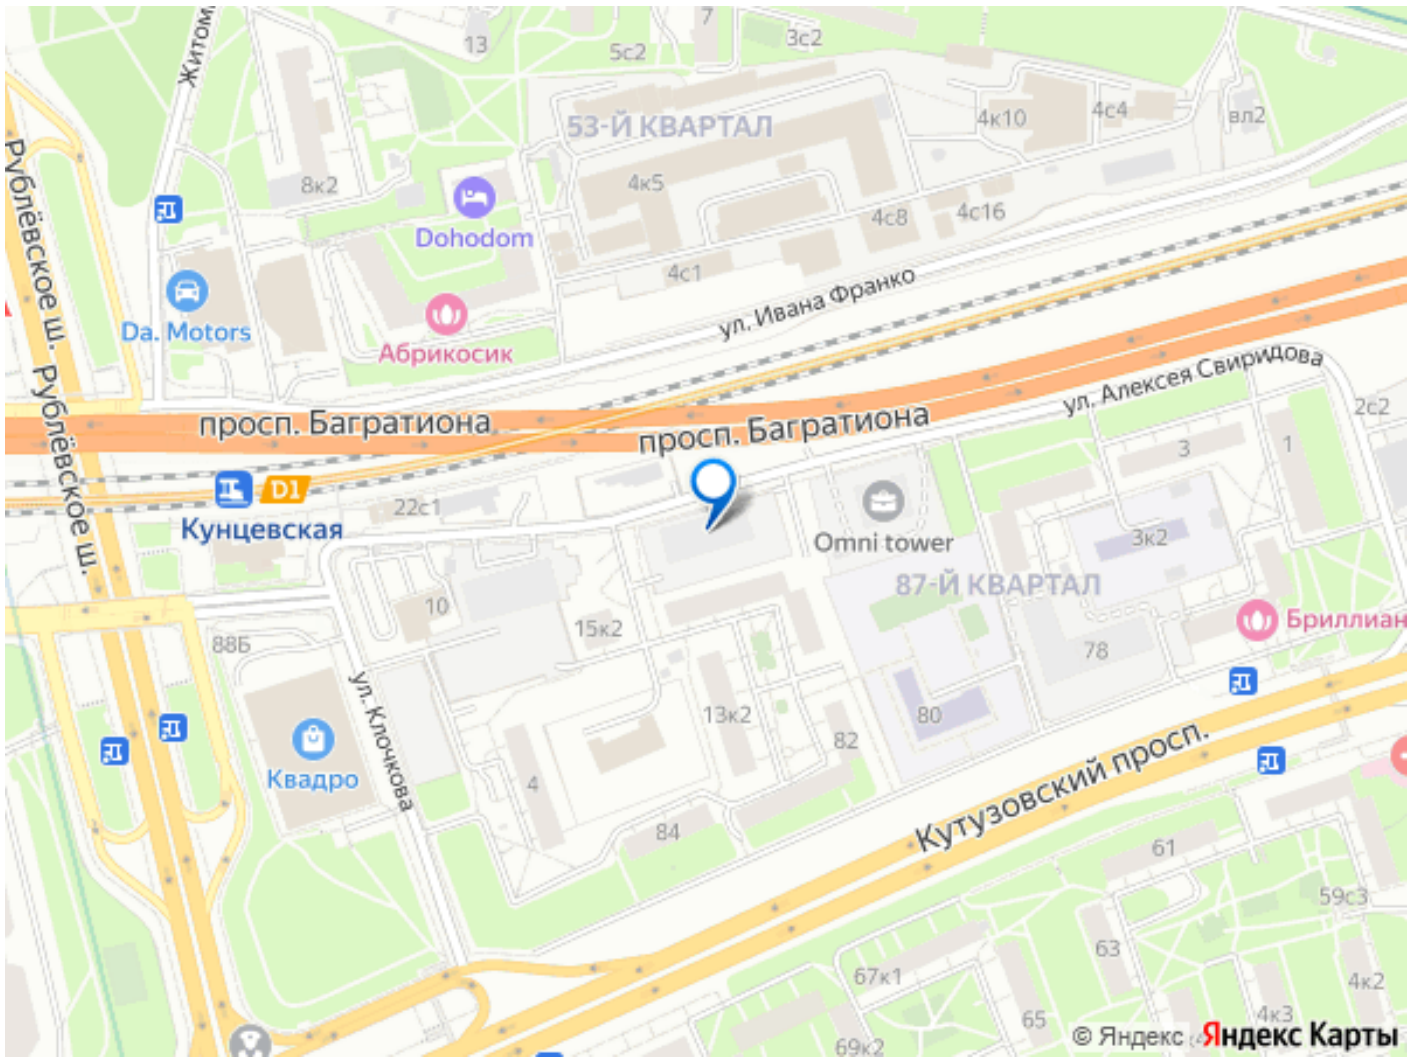 Житом
13
7
5с2
3с2
53-Й КВАРТАЛ
4к10
4с4
вл2
Рублёвское ш.
8к2
4к5
Dohodom
4с8
4с16
4с1
ул. Ивана Франко
Da. Motors
Абрикосик
Рублёвское ш.
просп. Багратиона
просп. Багратиона
ул. Алексея Свиридова
2с2
3
1
D1
Кунцевская
22с1
Omni tower
3к2
87-Й КВАРТАЛ
10
15к2
88Б
Бриллиан
78
ул. Клочкова
13к2
80
82
Квадро
4
84
Кутузовский просп.
61
59с3
63
67к1
4к2
65
4к3
69к2
© Яндекс
Яндекс Карты